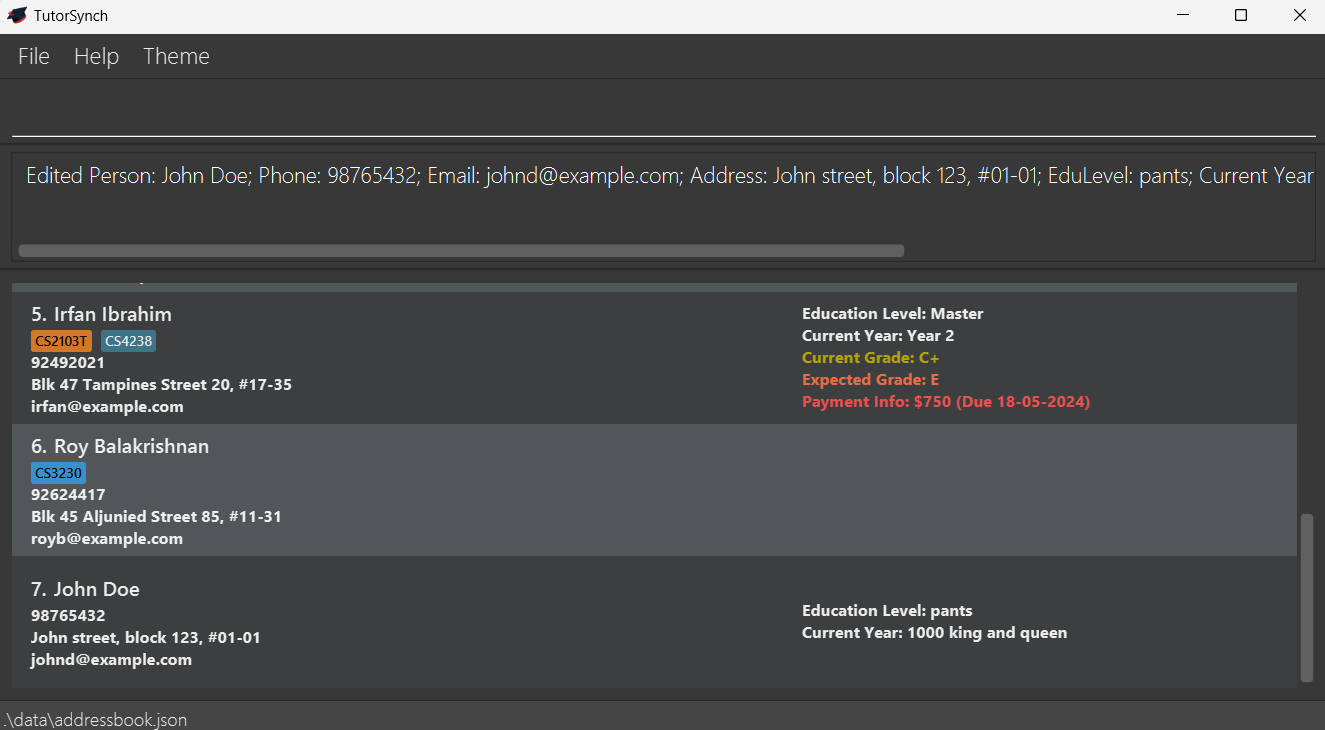 TutorSynch
File Help Theme
Edited Person: John Doe; Phone: 98765432; Email: johnd@example.com; Address: John street, block 123, #01-01; EduLevel: pants; Current Year
5. Irfan Ibrahim
CS2103T CS4238
92492021
Blk 47 Tampines Street 20, #17-35
irfan@example.com
Education Level: Master
Current Year: Year 2
Current Grade: C+
Expected Grade: E
Payment Info: $750 (Due 18-05-2024)
6. Roy Balakrishnan
CS3230
92624417
Blk 45 Aljunied Street 85, #11-31
royb@example.com
7. John Doe
98765432
John street, block 123, #01-01
johnd@example.com
Education Level: pants
Current Year: 1000 king and queen
.\data\addressbook.json